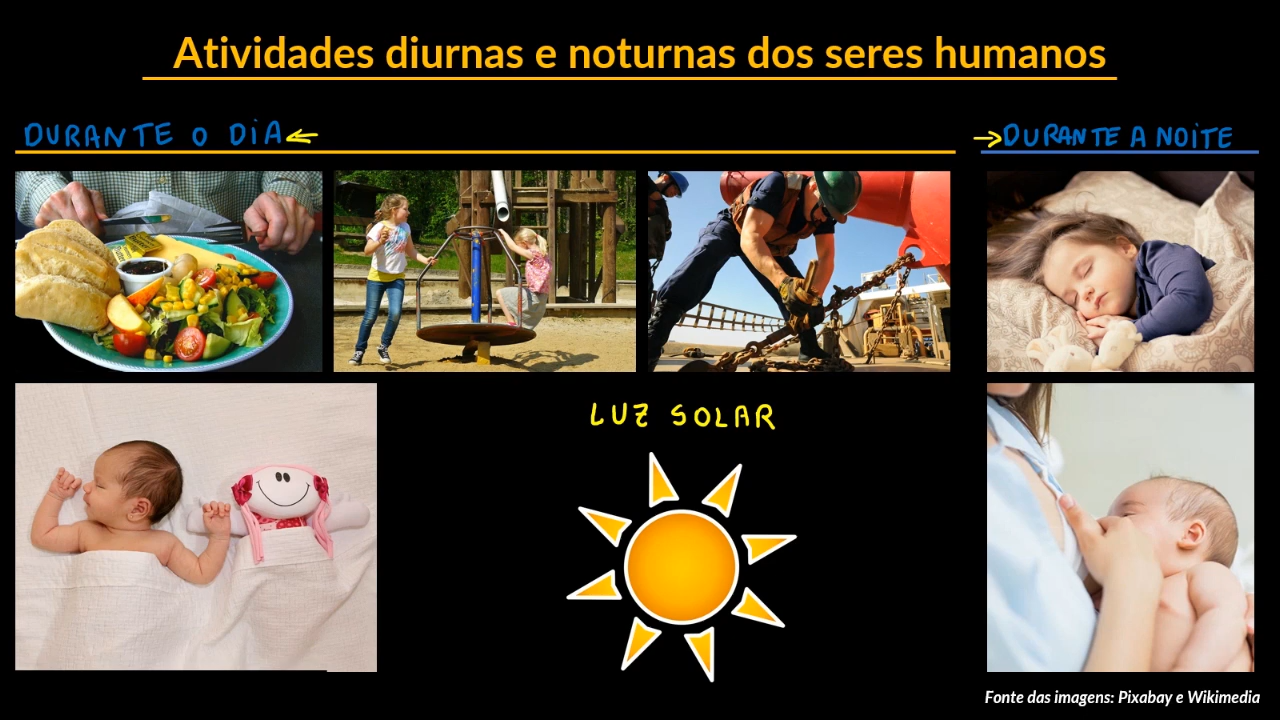 Atividades diurnas e noturnas dos seres humanos
DURANTE O DIA
DURANTE A NOITE
LUZ SOLAR
Fonte das imagens: Pixabay e Wikimedia